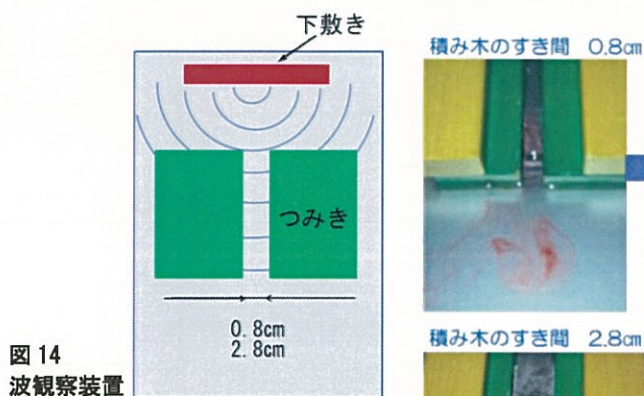 下敷き
つみき
0.8cm
2.8cm
図 14
波観察装置
積み木のすき間 0.8cm
積み木のすき間 2.8cm